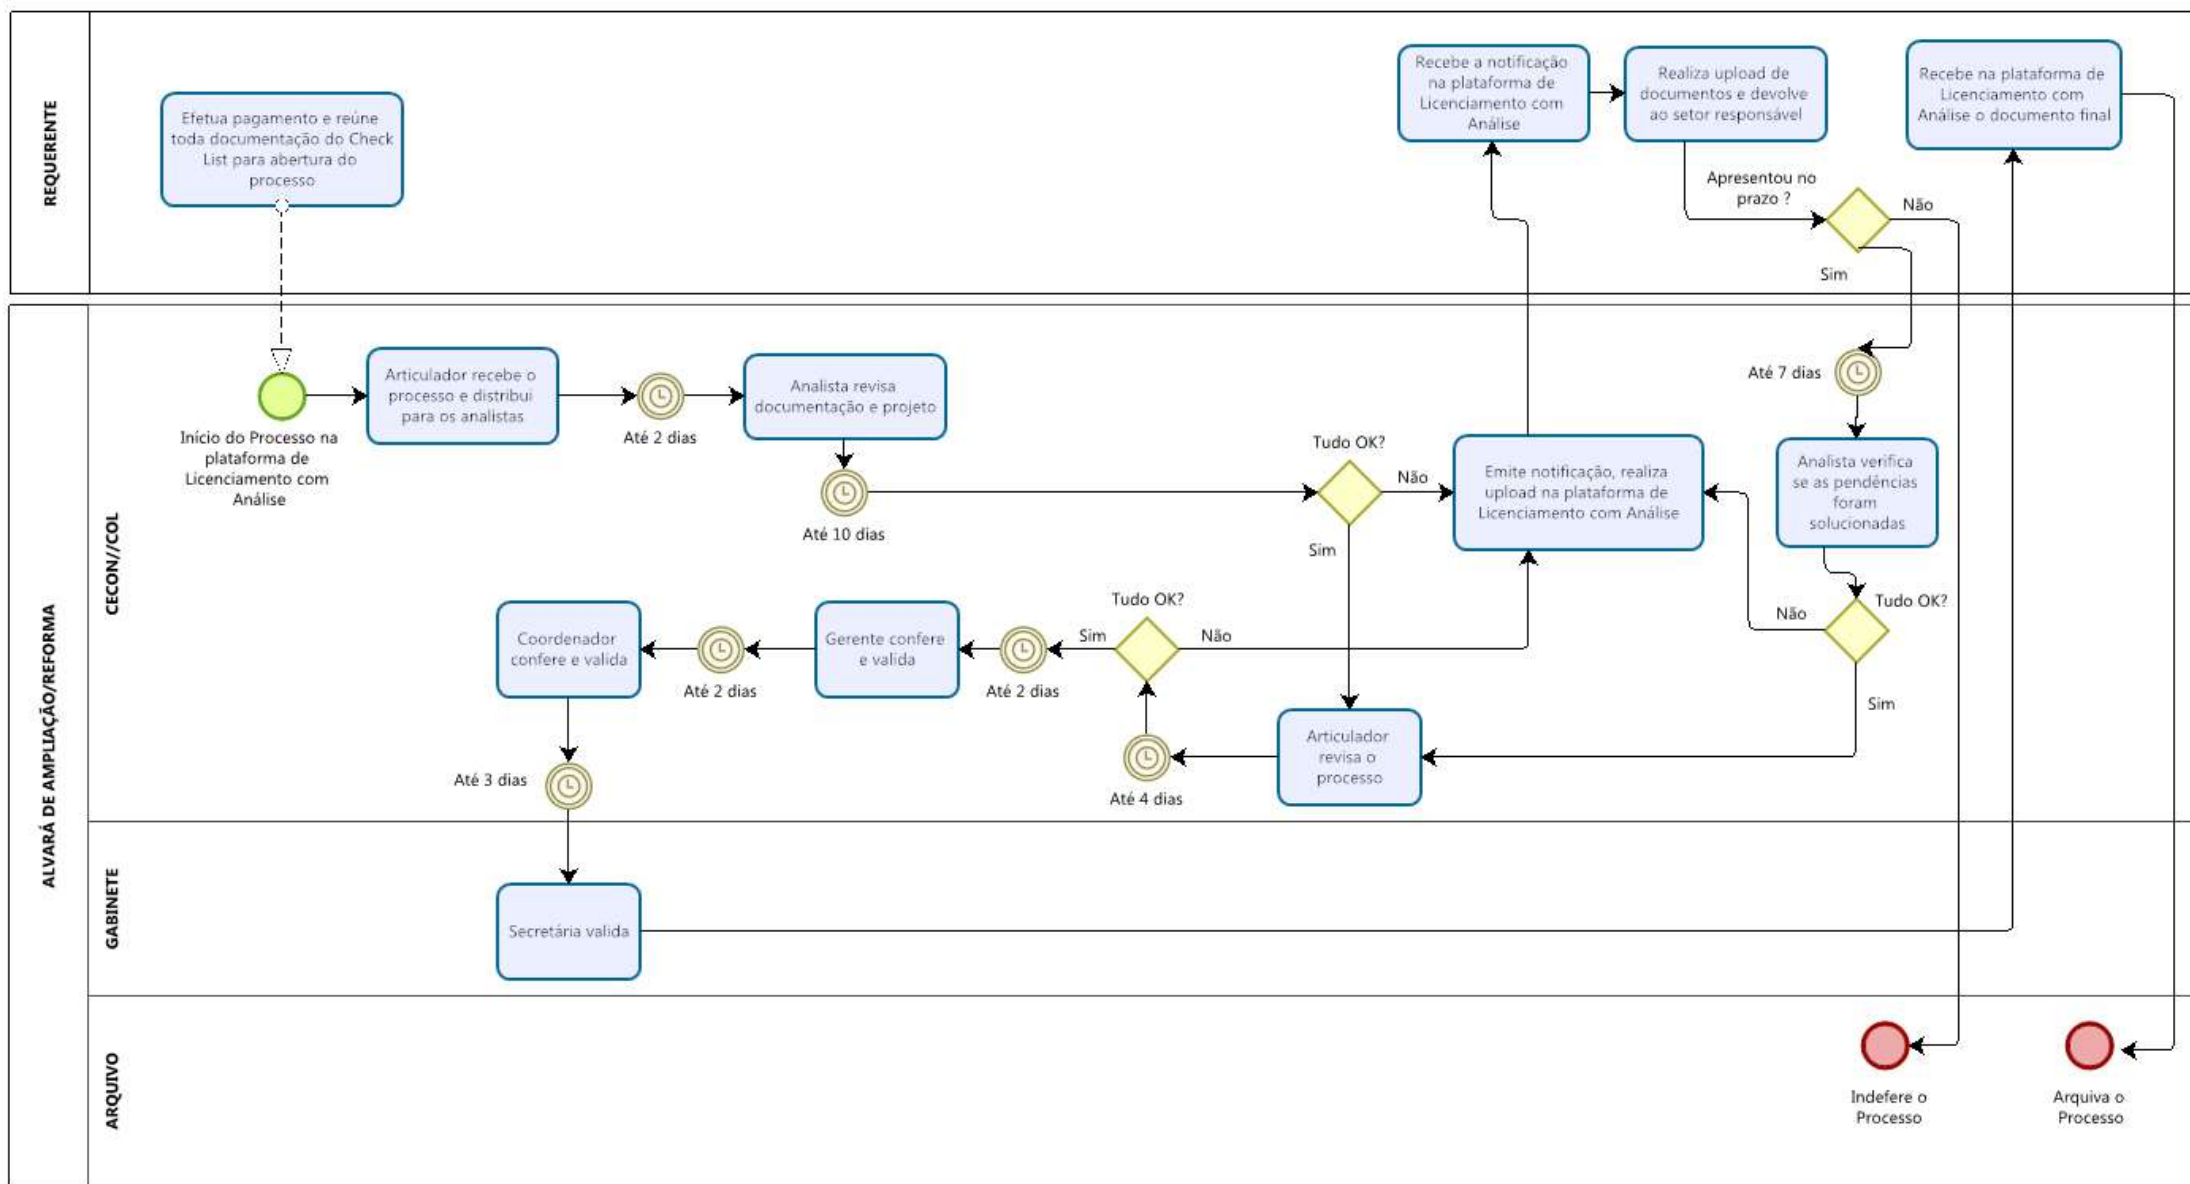 REQUERENTE
Efetua pagamento e reúne
toda documentação do Check
List para abertura do
processo
Recebe a notificação
na plataforma de
Licenciamento com
Análise
Realiza upload de
documentos e devolve
ao setor responsável
Recebe na plataforma de
Licenciamento com
Análise o documento final
Apresentou no
prazo ?
Não
Sim
ALVARÁ DE AMPLIAÇÃO/REFORMA
CECON//COL
Início do Processo na
plataforma de
Licenciamento com
Análise
Articulador recebe o
processo e distribui
para os analistas
Até 2 dias
Analista revisa
documentação e projeto
Até 10 dias
Tudo OK?
Não
Sim
Emite notificação, realiza
upload na plataforma de
Licenciamento com Análise
Até 7 dias
Analista verifica
se as pendências
foram
solucionadas
Tudo OK?
Não
Sim
Coordenador
confere e valida
Até 2 dias
Gerente confere
e valida
Até 2 dias
Sim
Tudo OK?
Não
Até 3 dias
Até 4 dias
Articulador
revisa o
processo
GABINETE
Secretária valida
ARQUIVO
Indefere o
Processo
Arquiva o
Processo